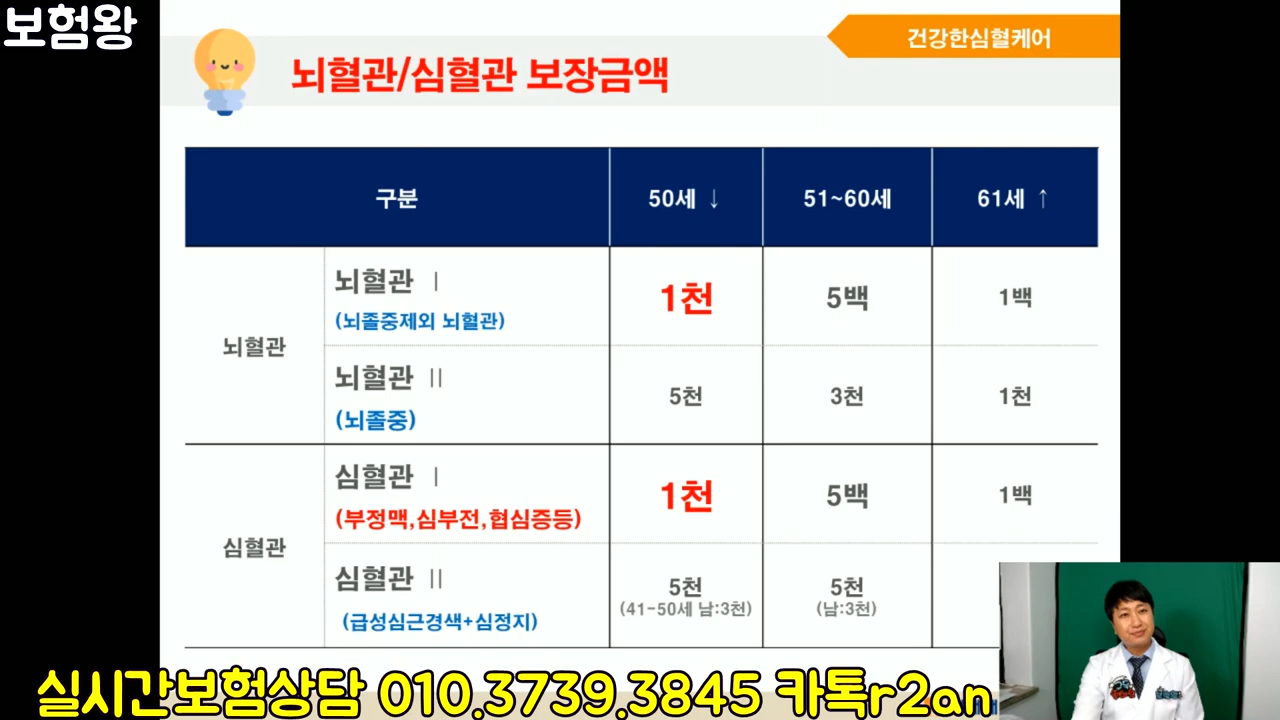 보험왕
건강한심혈케어
뇌혈관/심혈관 보장금액
구분 50세 ↓ 51~60세 61세 ↑
뇌혈관
뇌혈관 Ⅰ
(뇌졸중제외 뇌혈관)
1천 5백 1백
뇌혈관 Ⅱ
(뇌졸중)
5천 3천 1천
심혈관
심혈관 Ⅰ
(부정맥,심부전,협심증등)
1천 5백 1백
심혈관 Ⅱ
(급성심근경색+심정지)
5천
(41-50세 남:3천)
5천
(남:3천)
실시간보험상담 010.3739.3845 카톡r2an